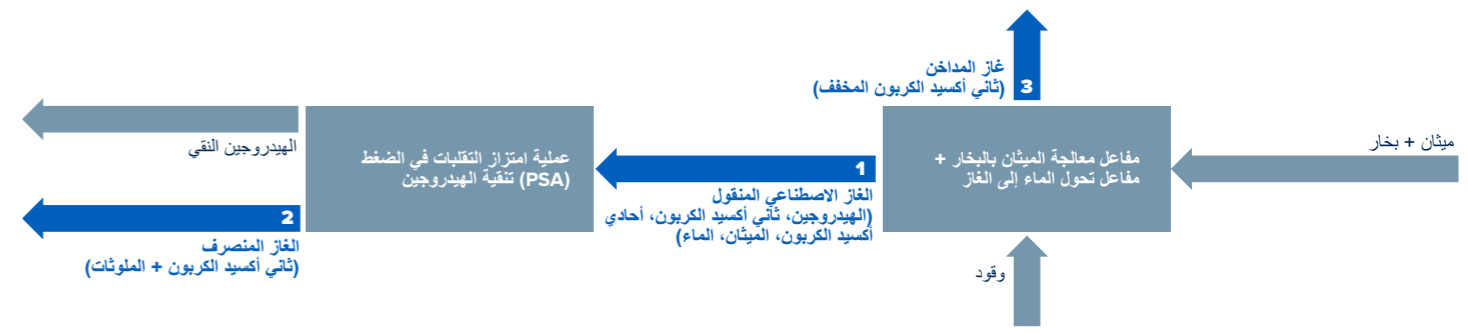 ميثان + بخار
مفاعل معالجة الميثان بالبخار +
مفاعل تحول الماء إلى الغاز
وقود
3
غاز المداخن
(ثاني أكسيد الكربون المخفف)
1
الغاز الاصطناعي المنقول
(الهيدروجين، ثاني أكسيد الكربون، أحادي
أكسيد الكربون، الميثان، الماء)
عملية امتزاز التقلبات في الضغط
(PSA) تنقية الهيدروجين
الهيدروجين النقي
2
الغاز المنصرف
(ثاني أكسيد الكربون + الملوثات)